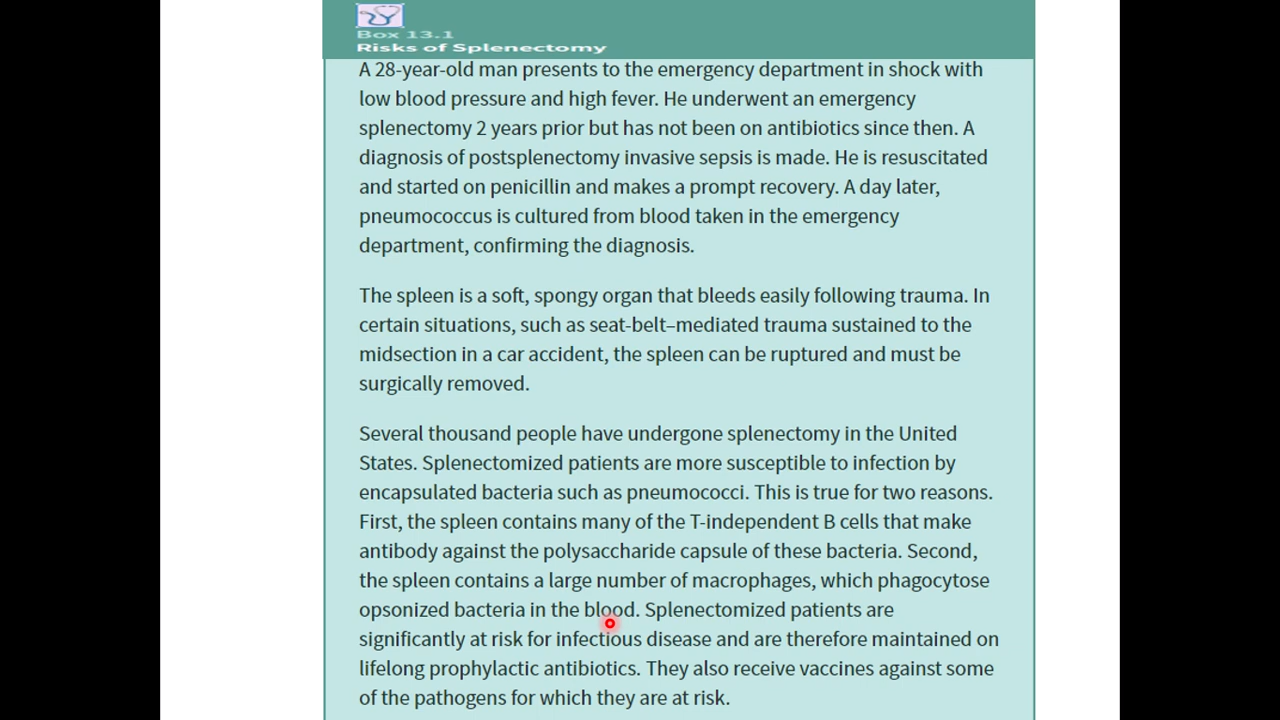 Box 13.1
Risks of Splenectomy
A 28-year-old man presents to the emergency department in shock with
low blood pressure and high fever. He underwent an emergency
splenectomy 2 years prior but has not been on antibiotics since then. A
diagnosis of postsplenectomy invasive sepsis is made. He is resuscitated
and started on penicillin and makes a prompt recovery. A day later,
pneumococcus is cultured from blood taken in the emergency
department, confirming the diagnosis.
The spleen is a soft, spongy organ that bleeds easily following trauma. In
certain situations, such as seat-belt–mediated trauma sustained to the
midsection in a car accident, the spleen can be ruptured and must be
surgically removed.
Several thousand people have undergone splenectomy in the United
States. Splenectomized patients are more susceptible to infection by
encapsulated bacteria such as pneumococci. This is true for two reasons.
First, the spleen contains many of the T-independent B cells that make
antibody against the polysaccharide capsule of these bacteria. Second,
the spleen contains a large number of macrophages, which phagocytose
opsonized bacteria in the blood. Splenectomized patients are
significantly at risk for infectious disease and are therefore maintained on
lifelong prophylactic antibiotics. They also receive vaccines against some
of the pathogens for which they are at risk.